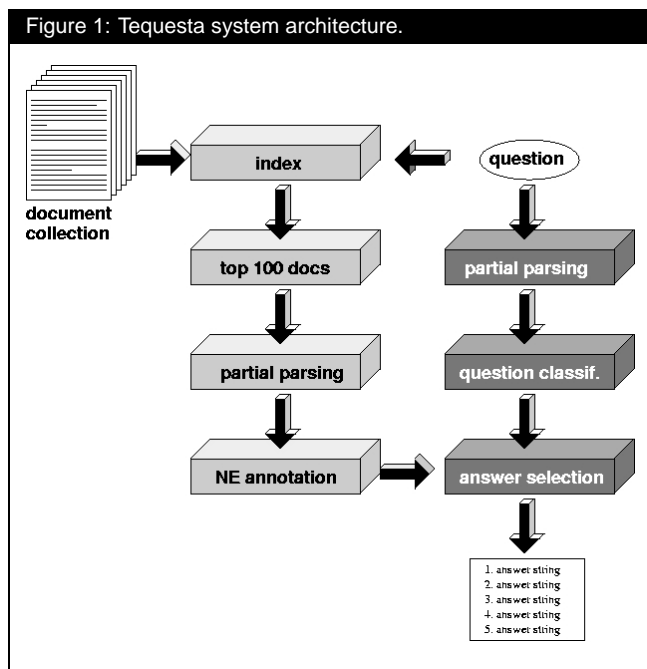 Figure 1: Tequesta system architecture.
index
question
document
collection
top 100 docs
partial parsing
partial parsing
question classif.
NE annotation
answer selection
1. answer string
2. answer string
3. answer string
4. answer string
5. answer string